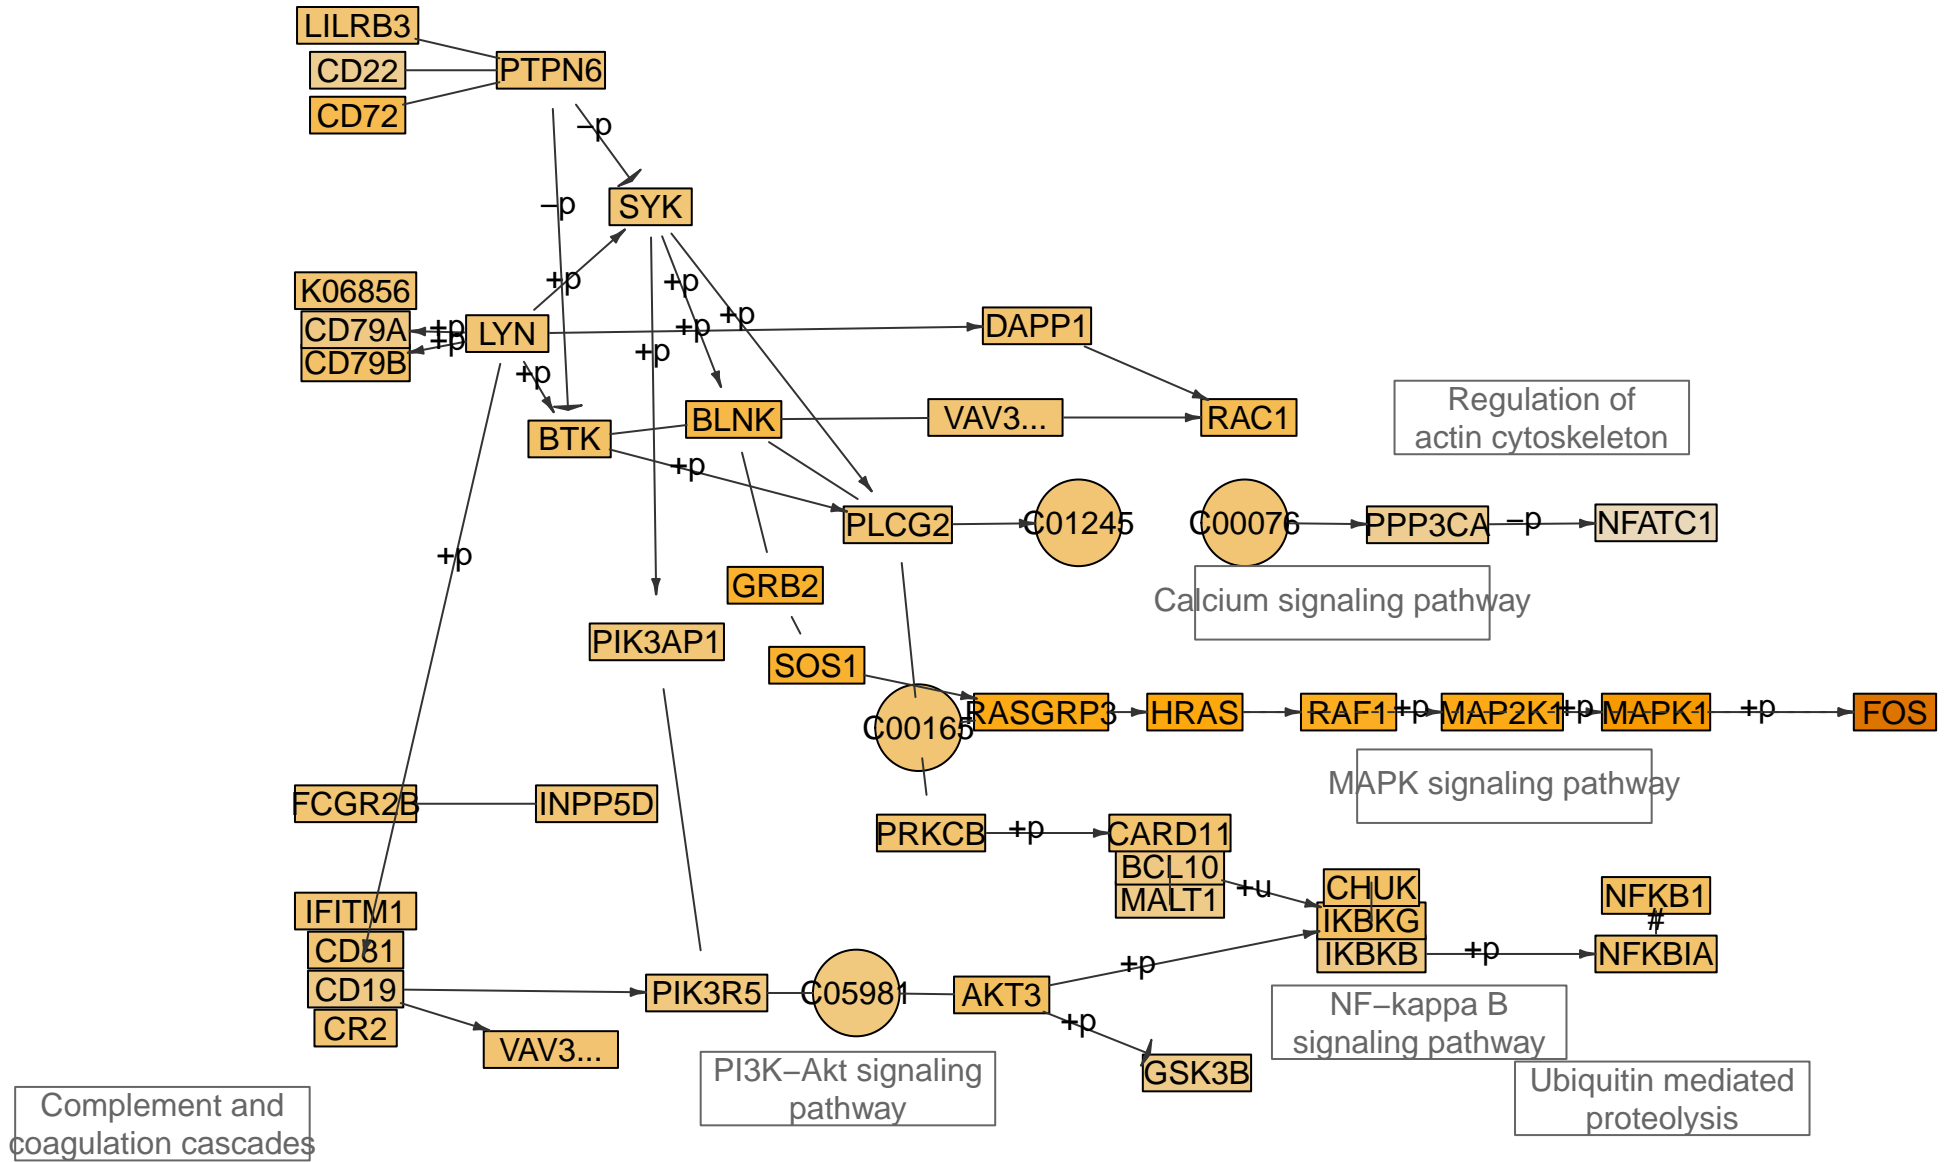 LILRB3
CD22
PTPN6
CD72
–p
SYK
–p
+p
+p
K06856
CD79A
+p
LYN
+p
+p
DAPP1
CD79B
+p
+p
+p
BTK
BLNK
VAV3...
RAC1
Regulation of
actin cytoskeleton
+p
PLCG2
C01245
C00076
PPP3CA
–p
NFATC1
+p
GRB2
Calcium signaling pathway
PIK3AP1
SOS1
C00165
RASGRP3
HRAS
RAF1
+p
MAP2K1
+p
MAPK1
+p
FOS
MAPK signaling pathway
FCGR2B
INPP5D
PRKCB
+p
CARD11
BCL10
MALT1
+u
CHUK
IKBKG
IKBKB
+p
NFKB1
#
NFKBIA
IFITM1
CD81
CD19
CR2
VAV3...
PIK3R5
C05981
AKT3
+p
+p
GSK3B
NF–kappa B
signaling pathway
PI3K–Akt signaling
pathway
Ubiquitin mediated
proteolysis
Complement and
coagulation cascades